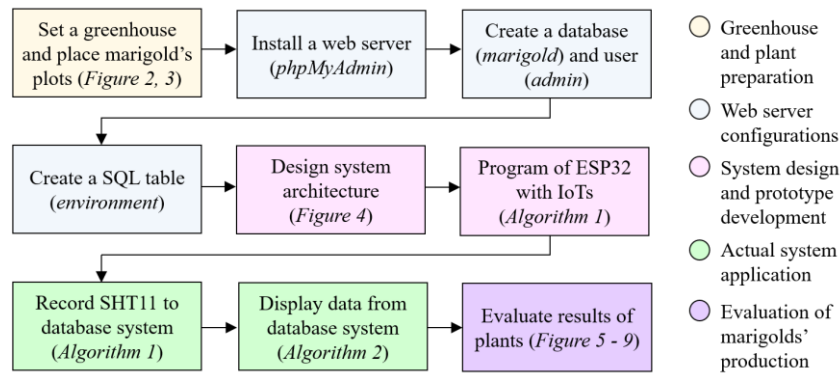 Set a greenhouse
and place marigold's
plots (Figure 2, 3)
Install a web server
(phpMyAdmin)
Create a database
(marigold) and user
(admin)
Create a SQL table
(environment)
Design system
architecture
(Figure 4)
Program of ESP32
with IoTs
(Algorithm 1)
Record SHT11 to
database system
(Algorithm 1)
Display data from
database system
(Algorithm 2)
Evaluate results of
plants (Figure 5 - 9)
Greenhouse
and plant
preparation
Web server
configurations
System design
and prototype
development
Actual system
application
Evaluation of
marigolds'
production